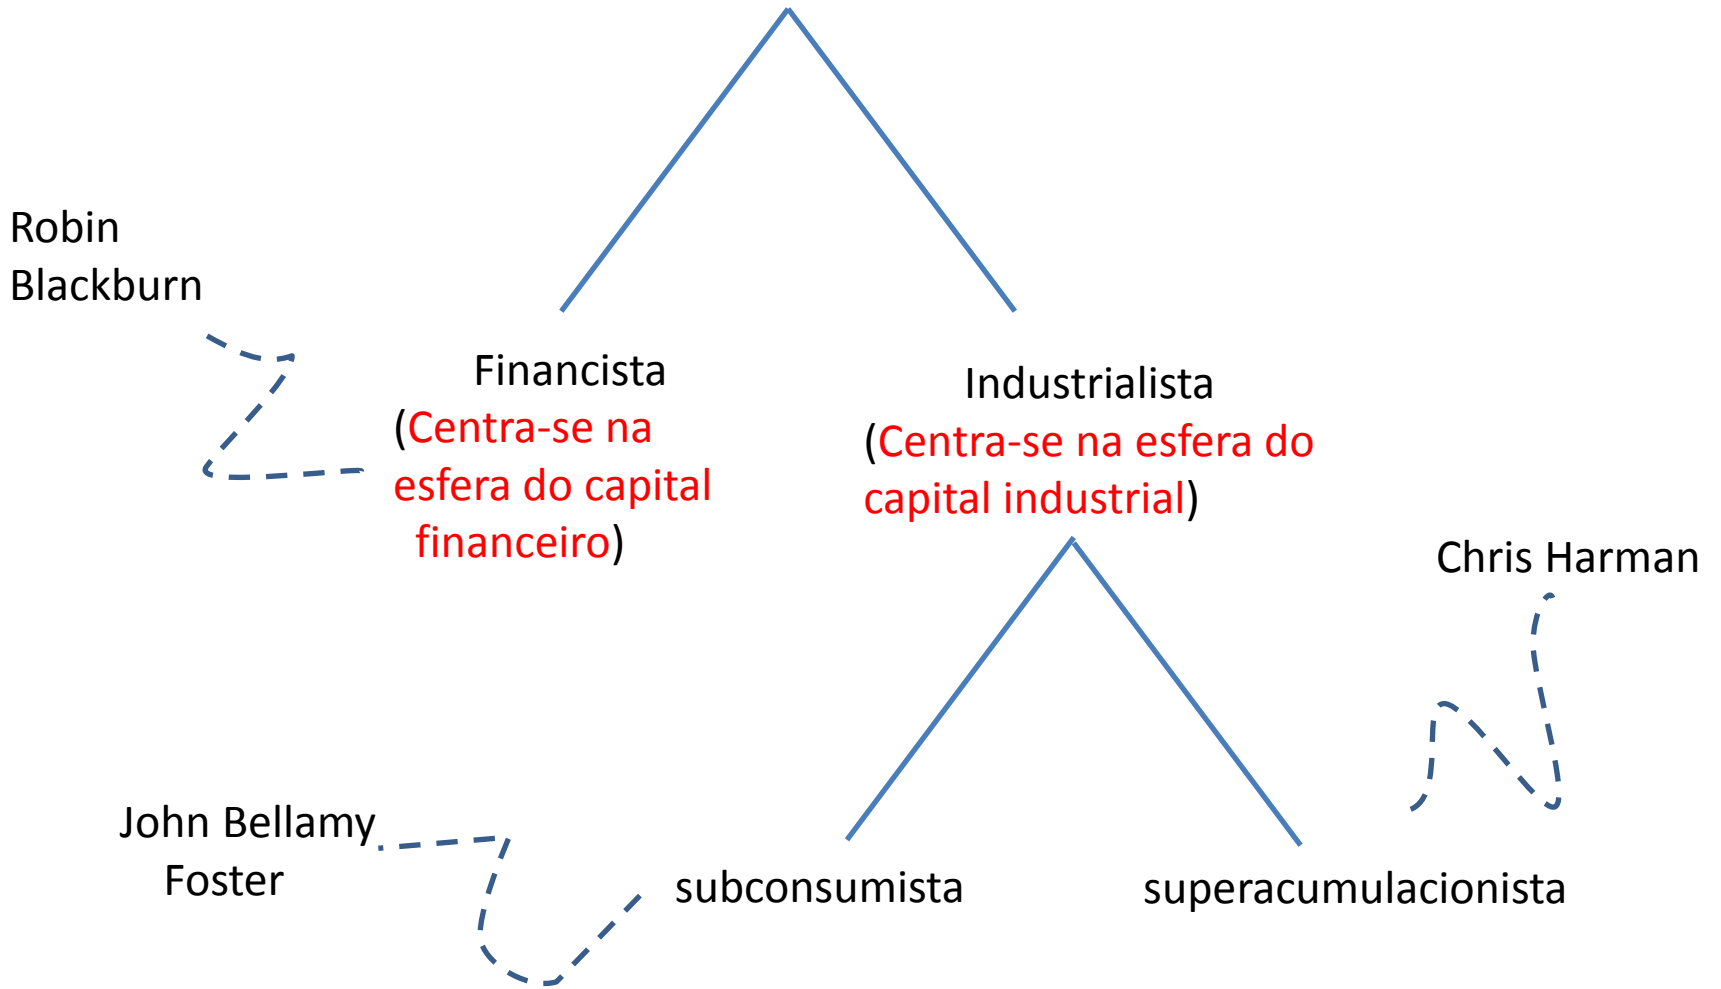 Robin
Blackburn
Financista
(Centra-se na
esfera do capital
financeiro)
Industrialista
(Centra-se na esfera do
capital industrial)
Chris Harman
John Bellamy
Foster
subconsumista
superacumulacionista